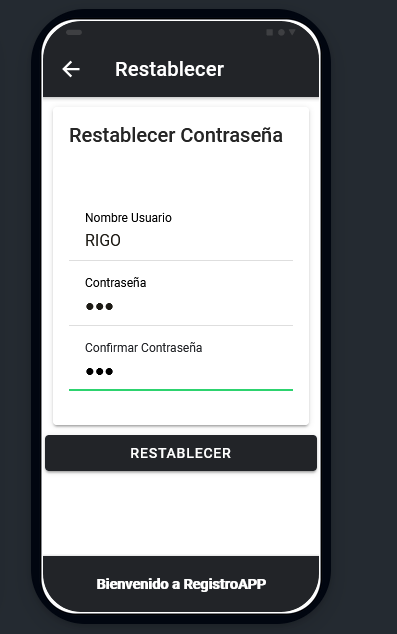 Restablecer
Restablecer Contraseña
Nombre Usuario
RIGO
Contraseña
●●●
Confirmar Contraseña
●●●
RESTABLECER
Bienvenido a RegistroAPP